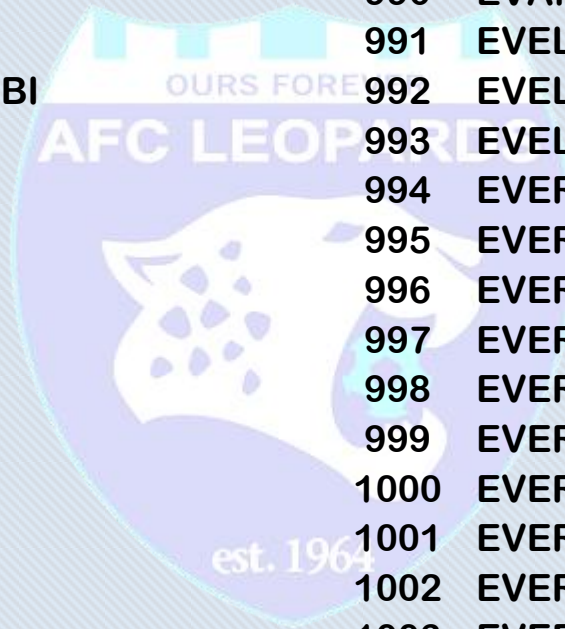 991 EVEL
BI OURS FOREVER 992 EVEL
AFC LEOPARDS 993 EVEL
994 EVER
995 EVER
996 EVER
997 EVER
998 EVER
999 EVER
1000 EVER
est. 1964 1001 EVER
1002 EVER